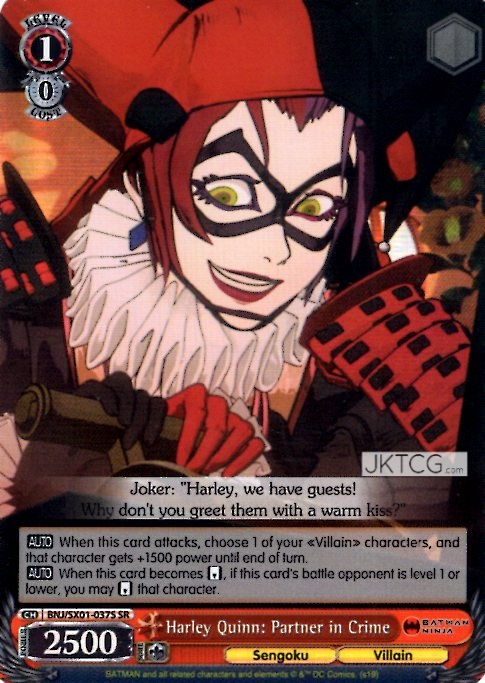 LEVEL
1
0
COST
JKTCG.com
Joker: "Harley, we have guests!
Why don't you greet them with a warm kiss?"
AUTO When this card attacks, choose 1 of your «Villain» characters, and
that character gets +1500 power until end of turn.
AUTO When this card becomes , if this card's battle opponent is level 1 or
lower, you may that character.
CH BNJ/SX01-037S SR
POWER 2500
SOUL
Harley Quinn: Partner in Crime
BATMAN
NINJA
Sengoku Villain
BATMAN and all related characters and elements © &™ DC Comics. (s19)